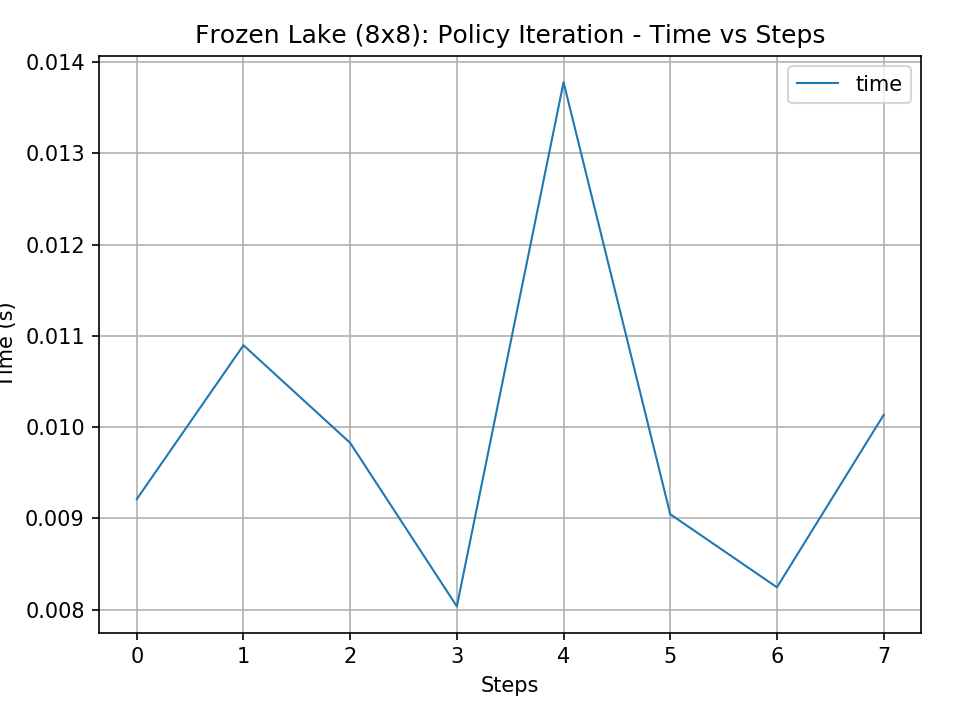 Frozen Lake (8x8): Policy Iteration - Time vs Steps
time
0.014
0.013
0.012
0.011
0.010
0.009
0.008
Time (s)
0 1 2 3 4 5 6 7
Steps